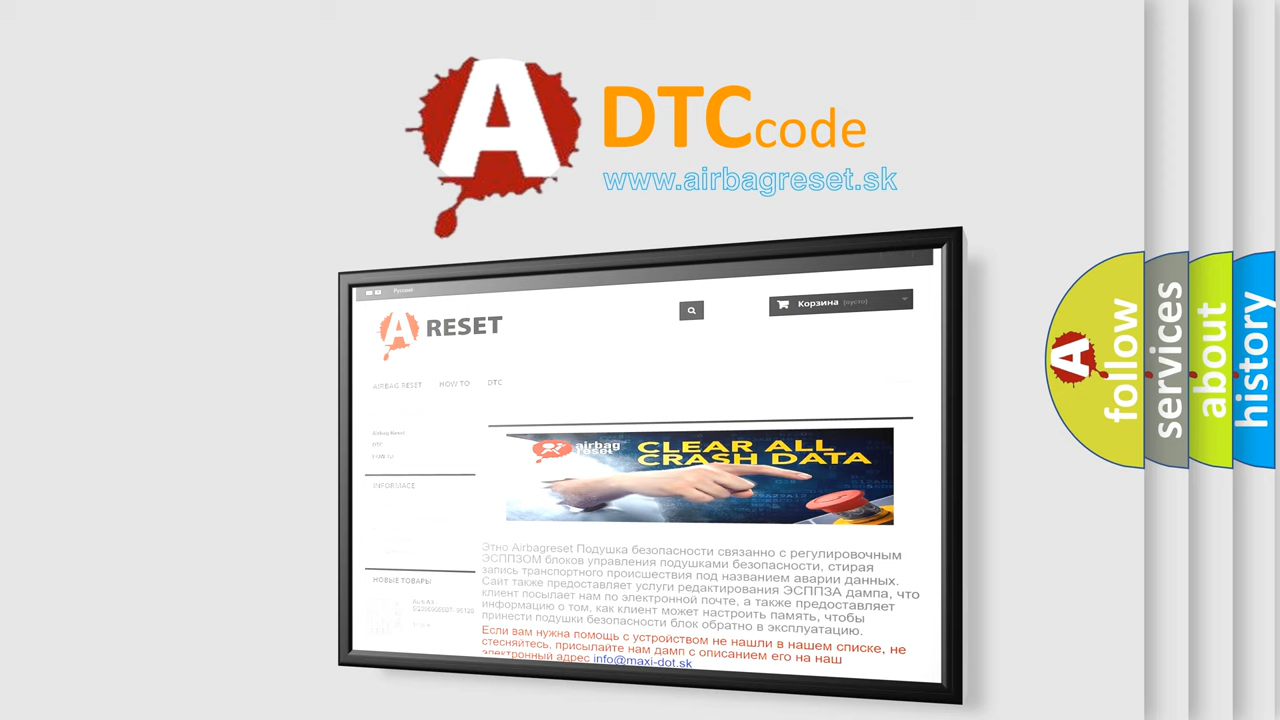 A
DTCcode
www.airbagreset.sk
Русский
A RESET
Корзина (пусто)
AIRBAG RESET HOW TO DTC
Airbag Reset
DTC
HOW TO
INFORMACE
НОВЫЕ ТОВАРЫ
airbag
reset
CLEAR ALL
CRASH DATA
Этно Airbagreset Подушка безопасности связанно с регулировочным
ЭСППЗОМ блоков управления подушками безопасности, стирая
запись транспортного происшествия под названием аварии данных.
Сайт также предоставляет услуги редактирования ЭСППЗА дампа, что
клиент посылает нам по электронной почте, а также предоставляет
информацию о том, как клиент может настроить память, чтобы
принести подушки безопасности блок обратно в эксплуатацию.
Если вам нужна помощь с устройством не нашли в нашем списке, не
стесняйтесь, присылайте нам дамп с описанием его на наш
электронный адрес info@maxi-dot.sk
A
follow
services
about
history